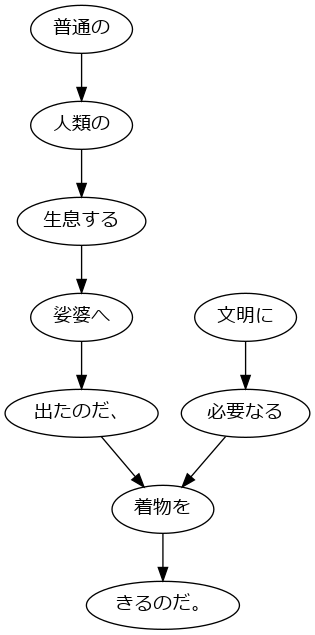 普通の
人類の
生息する
娑婆へ
文明に
出たのだ、
必要なる
着物を
きるのだ。